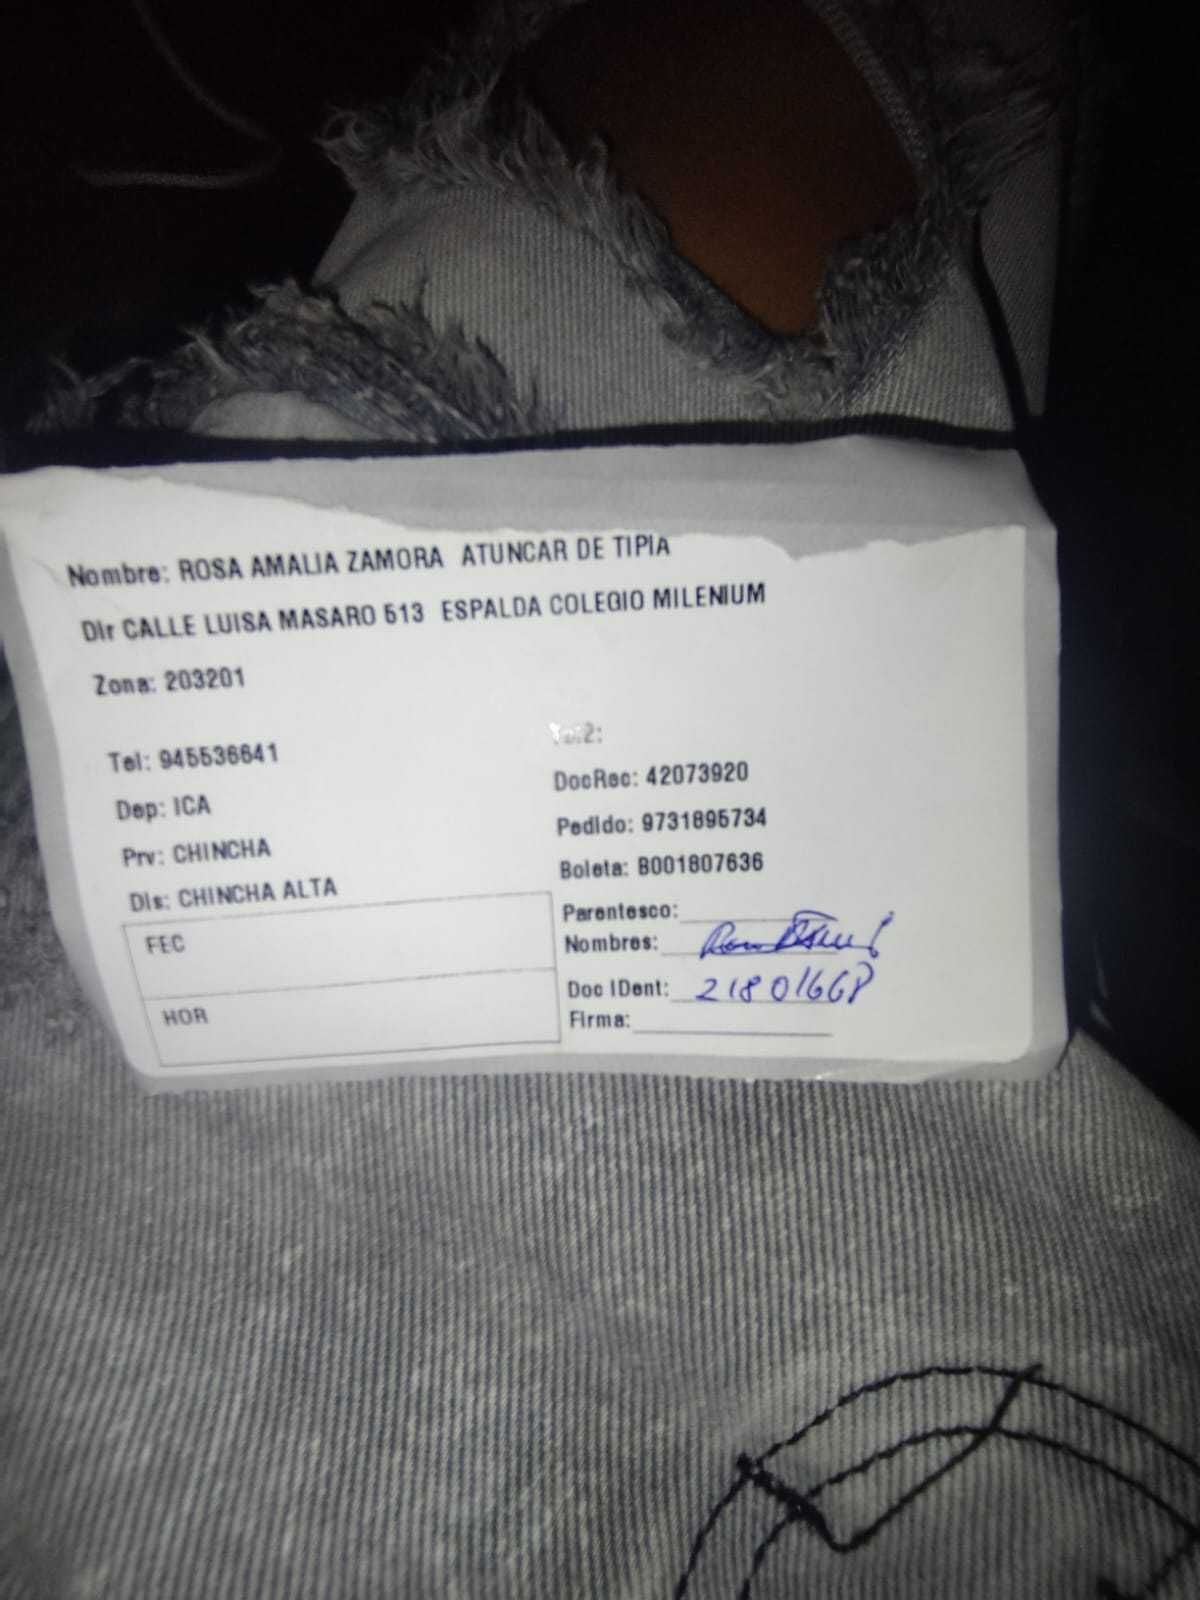 Nombre: ROSA AMALIA ZAMORA ATUNCAR DE TIPIA
Dir CALLE LUISA MASARO 513 ESPALDA COLEGIO MILENIUM
Zona: 203201
Tel: 945536641
Tel2:
Dep: ICA
DocRec: 42073920
Prv: CHINCHA
Pedido: 9731895734
Dis: CHINCHA ALTA
Boleta: B001807636
FEC
Parentesco:
Nombres:
HOR
Doc IDent: 21801668
Firma: